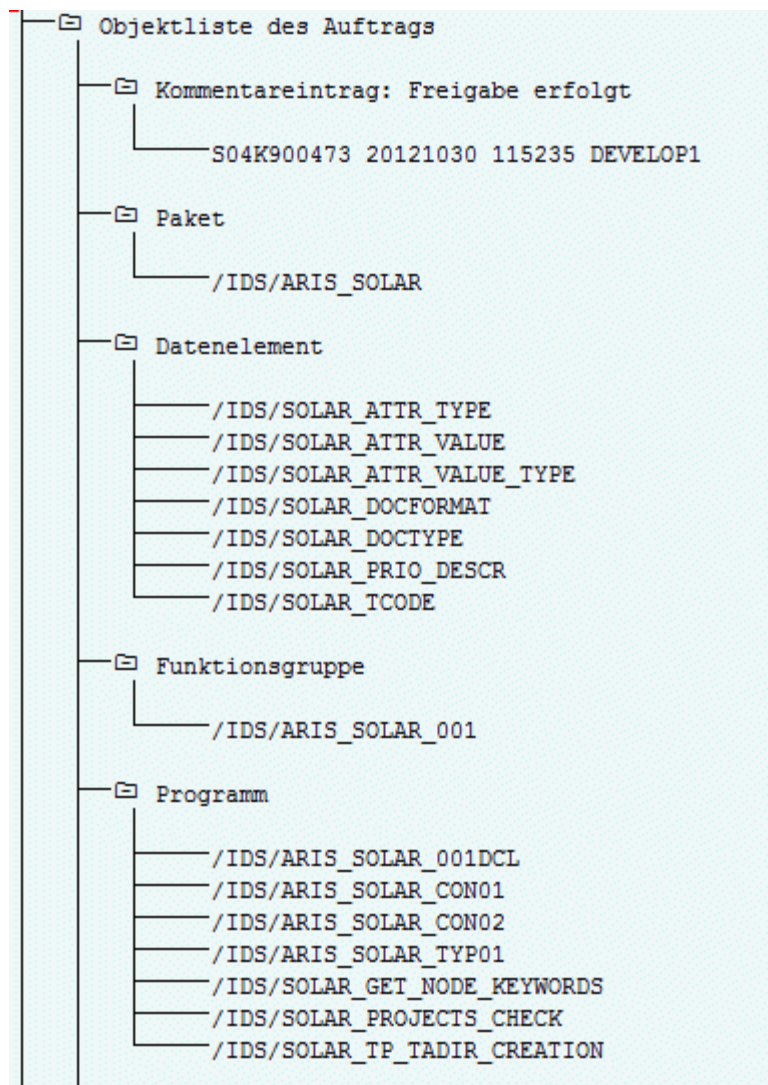 Objektliste des Auftrags
Kommentareintrag: Freigabe erfolgt
S04K900473 20121030 115235 DEVELOP1
Paket
/IDS/ARIS_SOLAR
Datenelement
/IDS/SOLAR_ATTR_TYPE
/IDS/SOLAR_ATTR_VALUE
/IDS/SOLAR_ATTR_VALUE_TYPE
/IDS/SOLAR_DOCFORMAT
/IDS/SOLAR_DOCTYPE
/IDS/SOLAR_PRIO_DESCR
/IDS/SOLAR_TCODE
Funktionsgruppe
/IDS/ARIS_SOLAR_001
Programm
/IDS/ARIS_SOLAR_001DCL
/IDS/ARIS_SOLAR_CON01
/IDS/ARIS_SOLAR_CON02
/IDS/ARIS_SOLAR_TYP01
/IDS/SOLAR_GET_NODE_KEYWORDS
/IDS/SOLAR_PROJECTS_CHECK
/IDS/SOLAR_TP_TADIR_CREATION